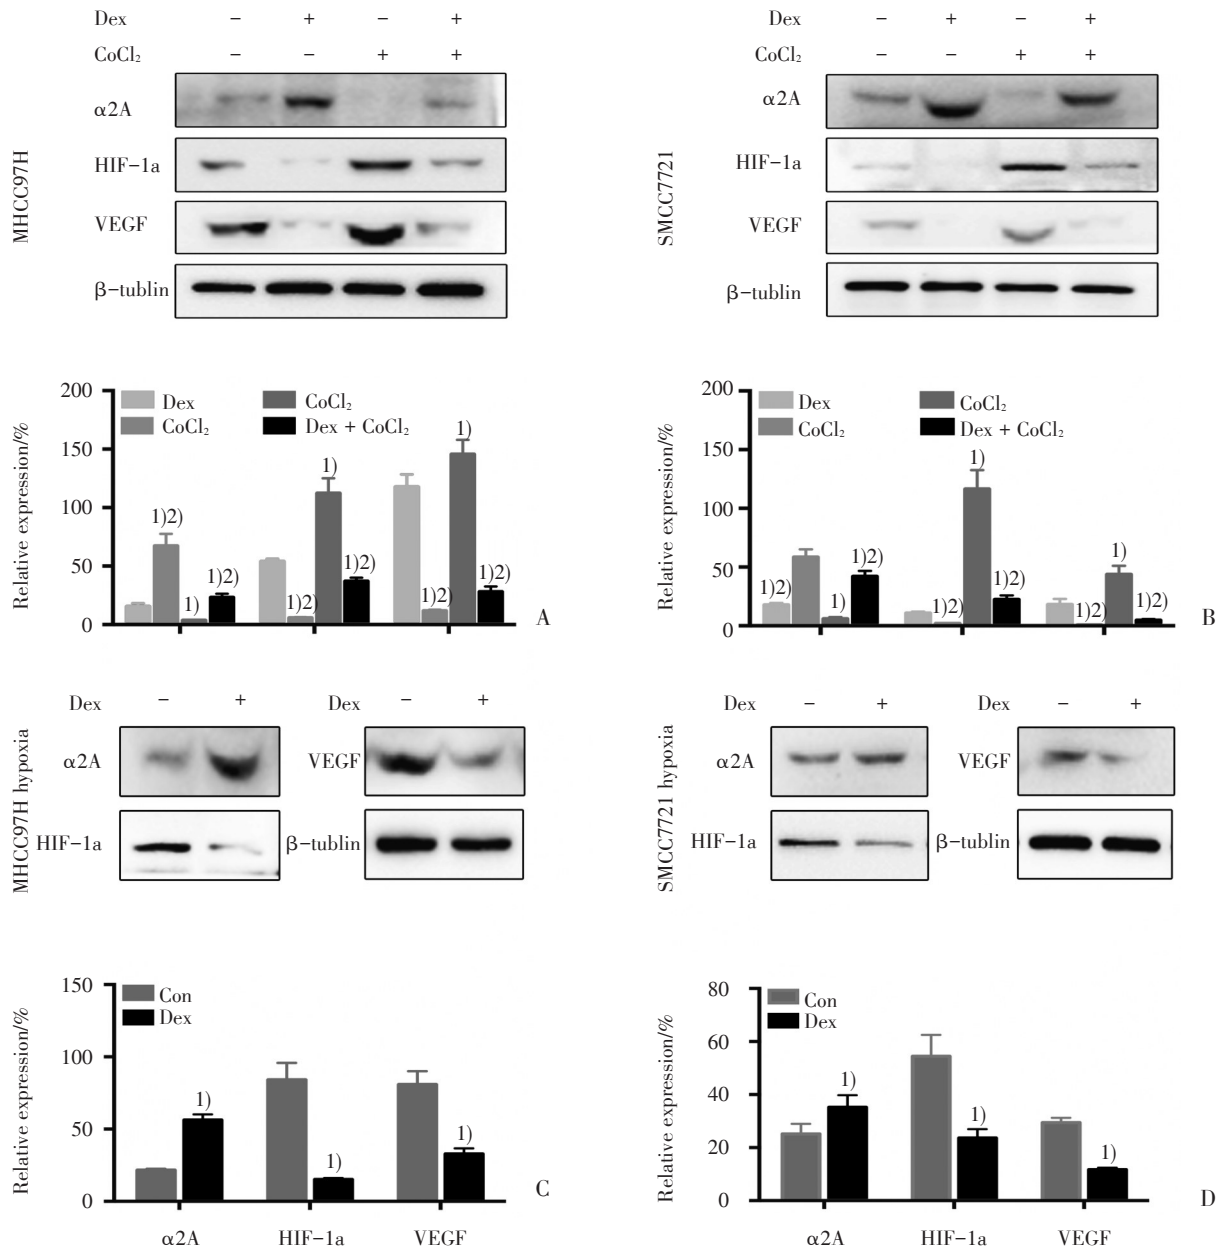 Dex − + − +
CoCl₂ − − + +
MHCC97H
α2A
HIF−1a
VEGF
β−tublin
Dex − + − +
CoCl₂ − − + +
SMCC7721
α2A
HIF−1a
VEGF
β−tublin
Relative expression/%
200
150
100
50
0
Dex
CoCl₂
CoCl₂
Dex + CoCl₂
1)2)
1)
1)2)
1)2)
1)
1)2)
1)2)
1)
1)2)
A
Relative expression/%
200
150
100
50
0
Dex
CoCl₂
CoCl₂
Dex + CoCl₂
1)2)
1)
1)2)
1)2)
1)
1)2)
1)2)
1)
1)2)
B
MHCC97H hypoxia
Dex − +
α2A
HIF−1a
Dex − +
VEGF
β−tublin
SMCC7721 hypoxia
Dex − +
α2A
HIF−1a
Dex − +
VEGF
β−tublin
Relative expression/%
150
100
50
0
Con
Dex
1)
1)
1)
α2A HIF−1a VEGF
C
Relative expression/%
80
60
40
20
0
Con
Dex
1)
1)
1)
α2A HIF−1a VEGF
D